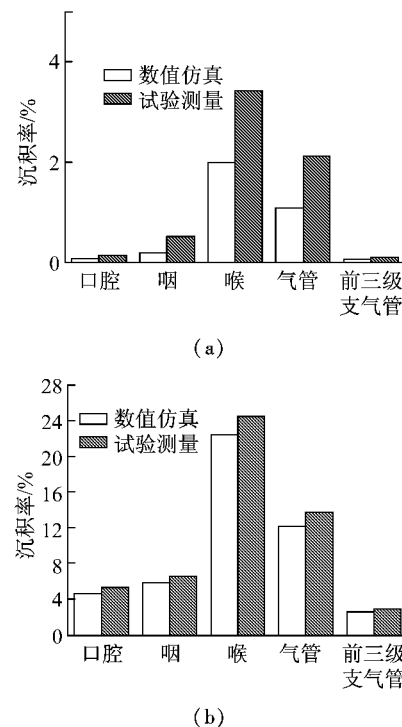 4
2
0
沉积率/%
数值仿真
试验测量
口腔 咽 喉 气管 前三级
支气管
(a)
28
24
20
16
12
8
4
0
沉积率/%
数值仿真
试验测量
口腔 咽 喉 气管 前三级
支气管
(b)